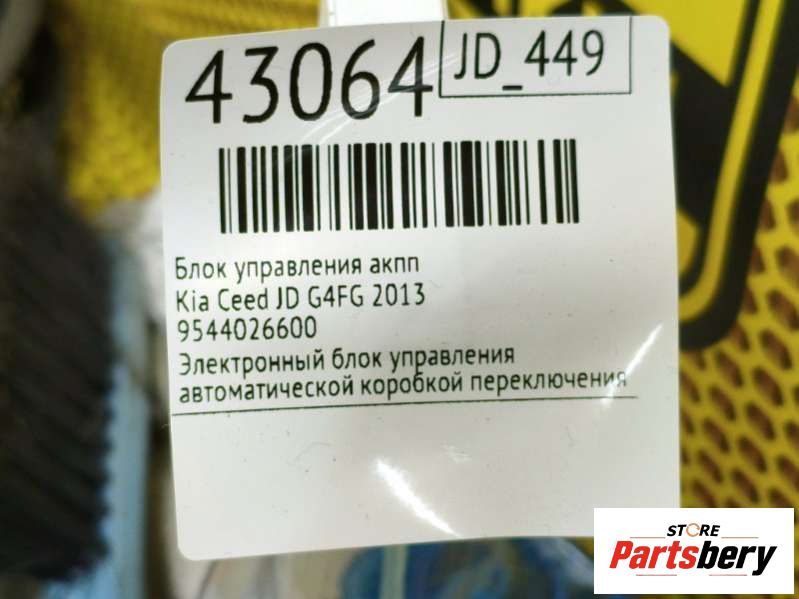 43064
JD_449
Блок управления акпп
Kia Ceed JD G4FG 2013
9544026600
Электронный блок управления
автоматической коробкой переключения
STORE
Partsbery